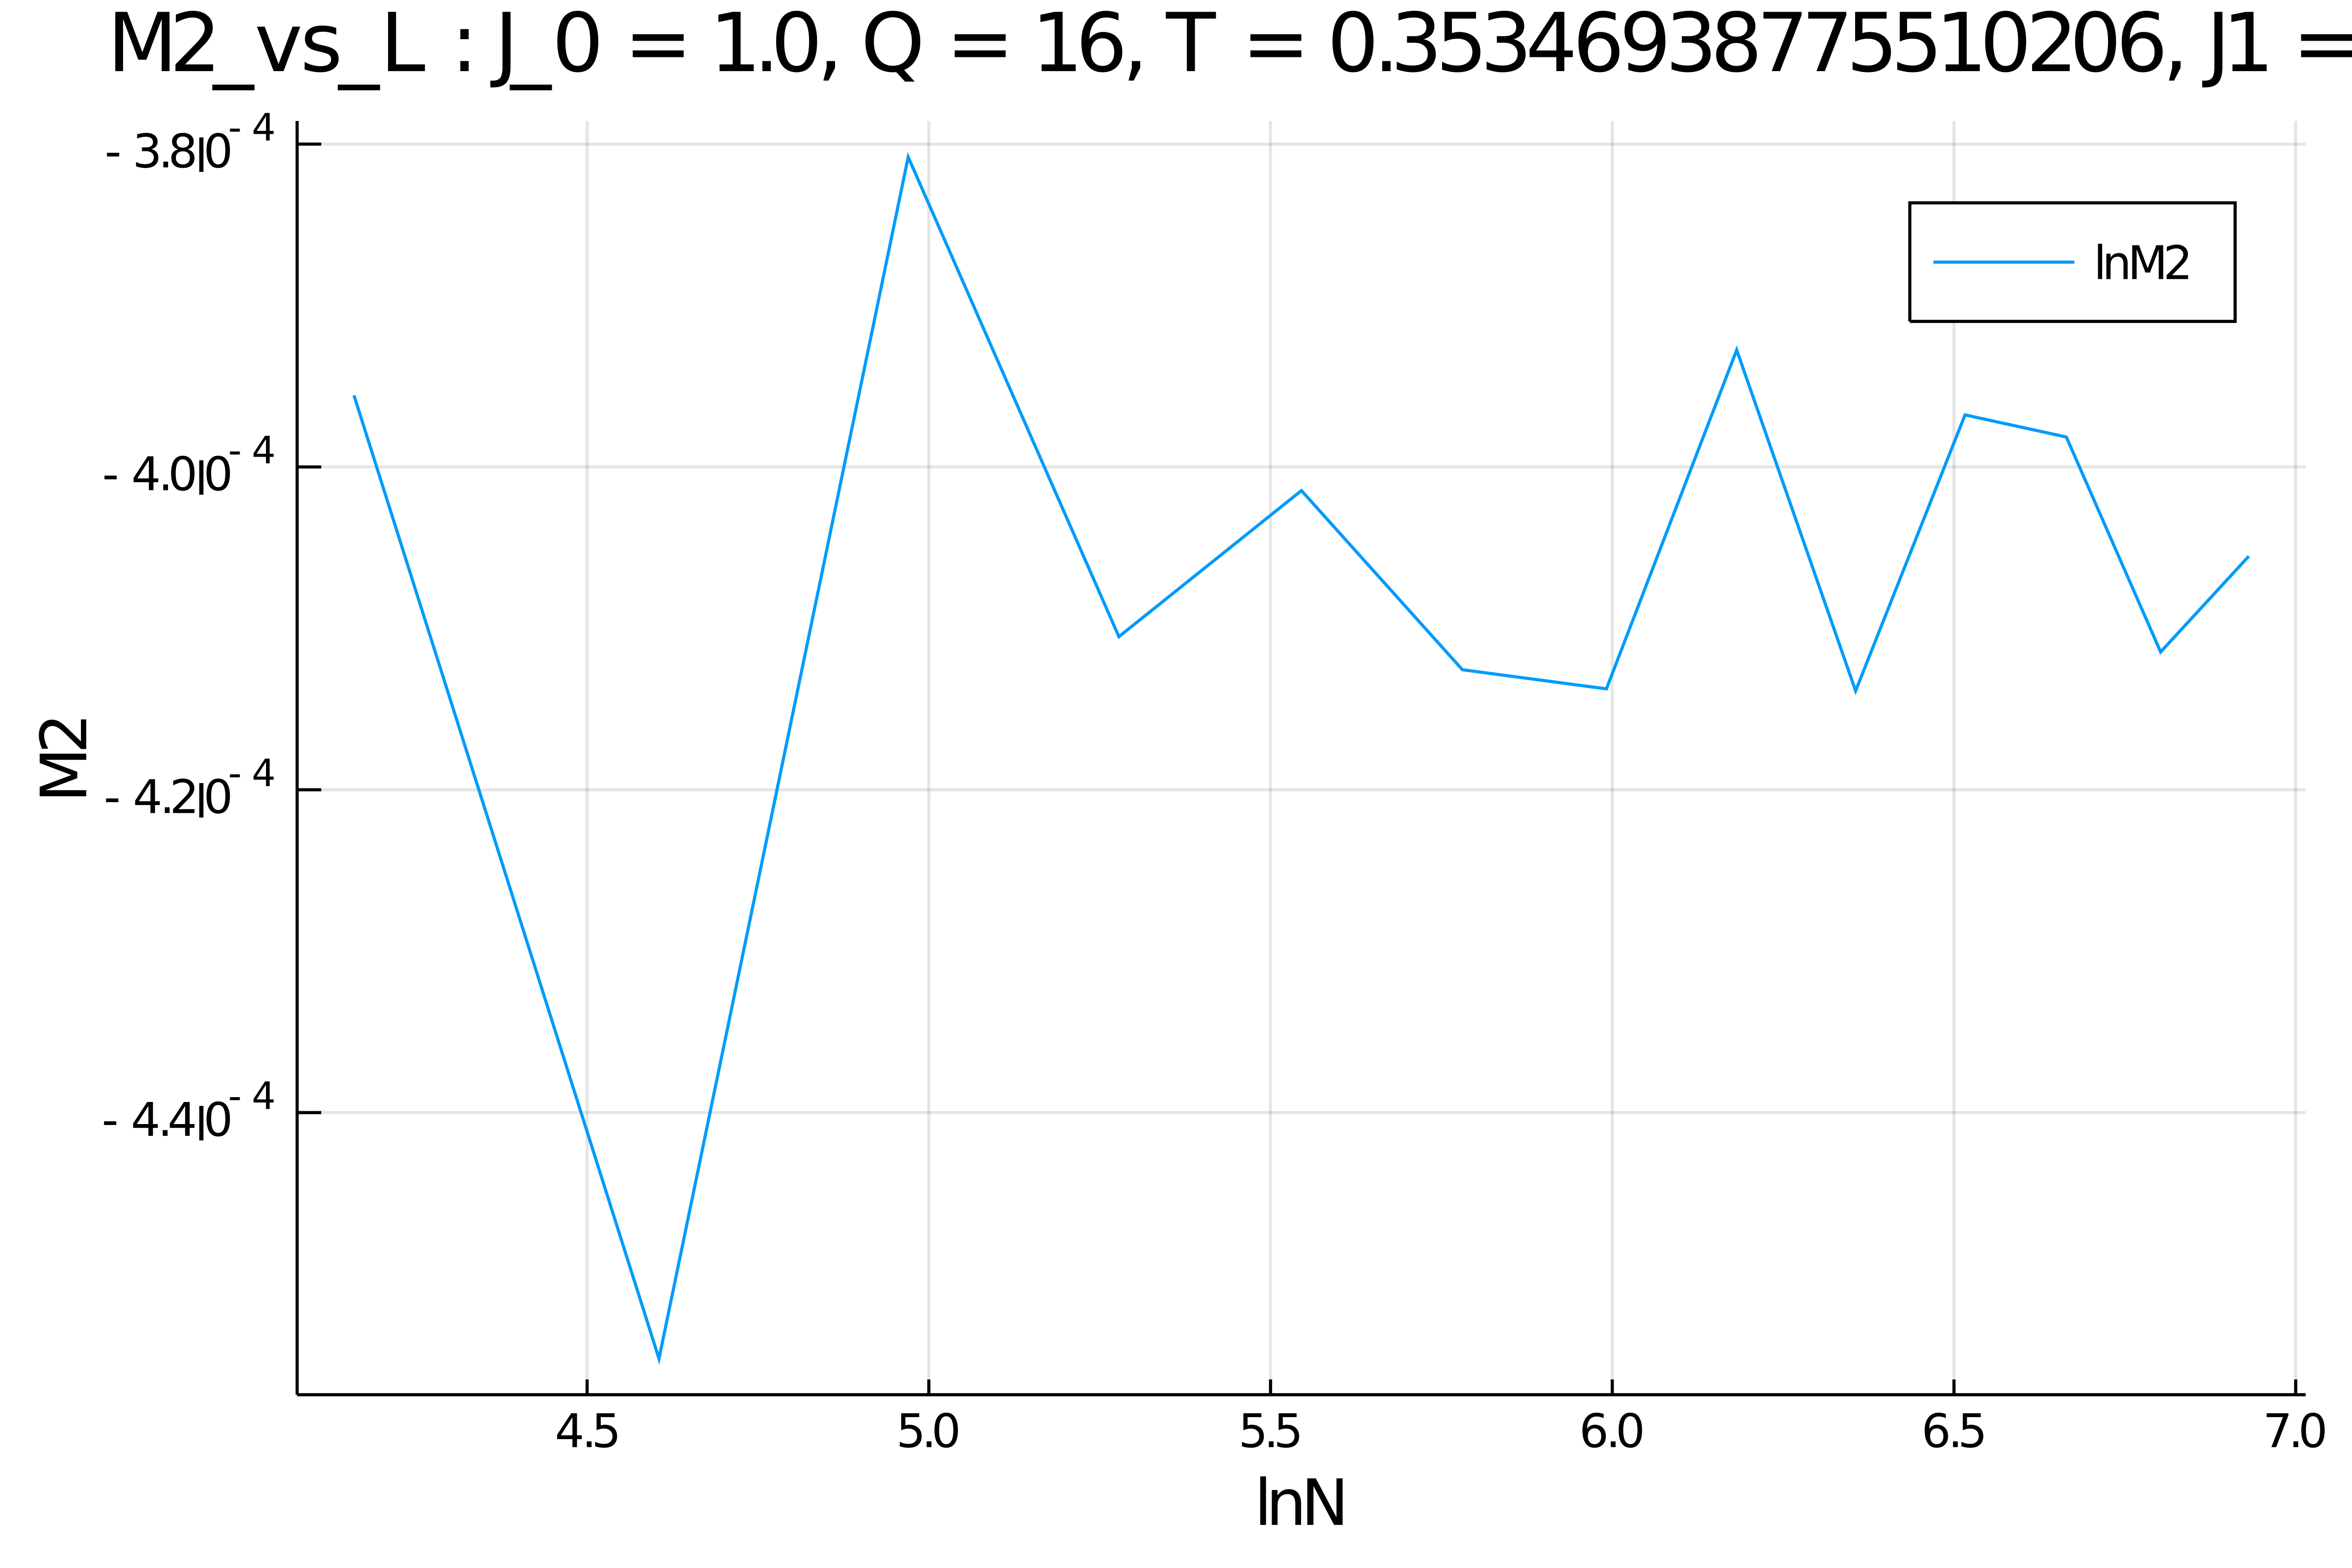 M2_vs_L : J_0 = 1.0, Q = 16, T = 0.3534693877551020​6, J1 =
- 3.8|0^- 4
- 4.0|0^- 4
- 4.2|0^- 4
- 4.4|0^- 4
M2
lnM2
4.5 5.0 5.5 6.0 6.5 7.0
lnN